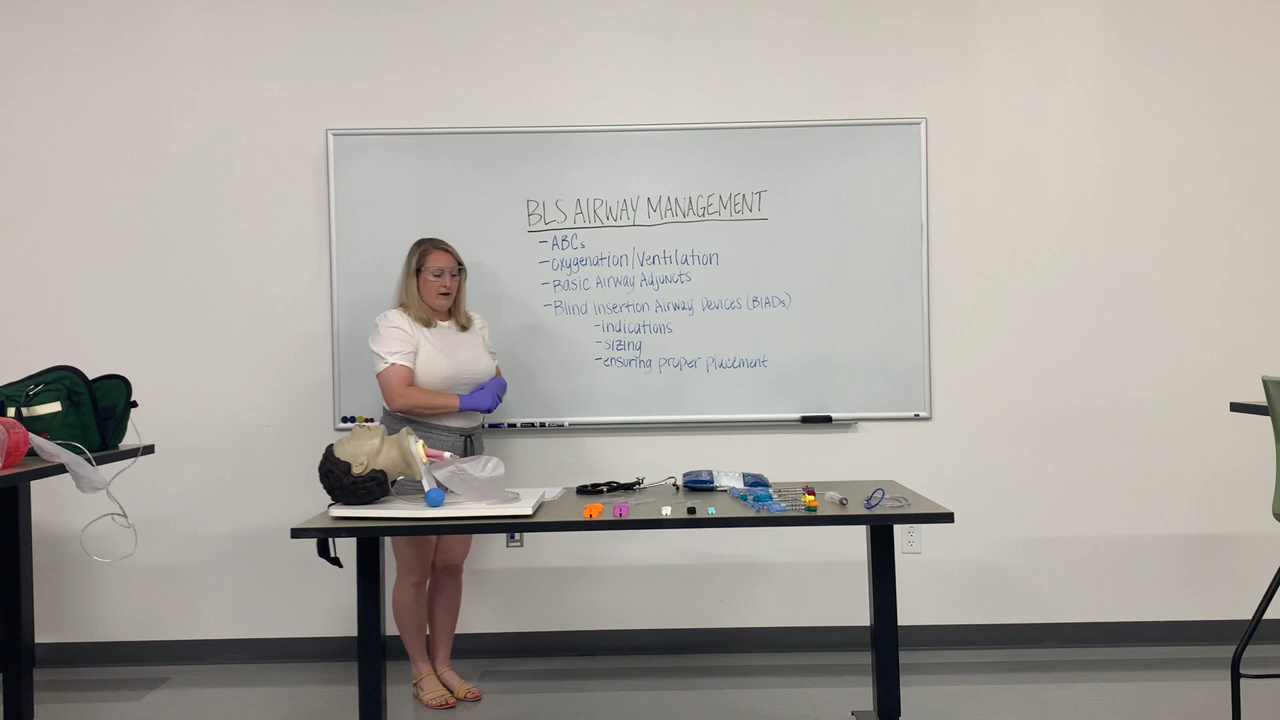 BLS AIRWAY MANAGEMENT
-ABCs
-Oxygenation/Ventilation
-Basic Airway Adjuncts
-Blind Insertion Airway Devices (BIADs)
-indications
-sizing
-ensuring proper placement